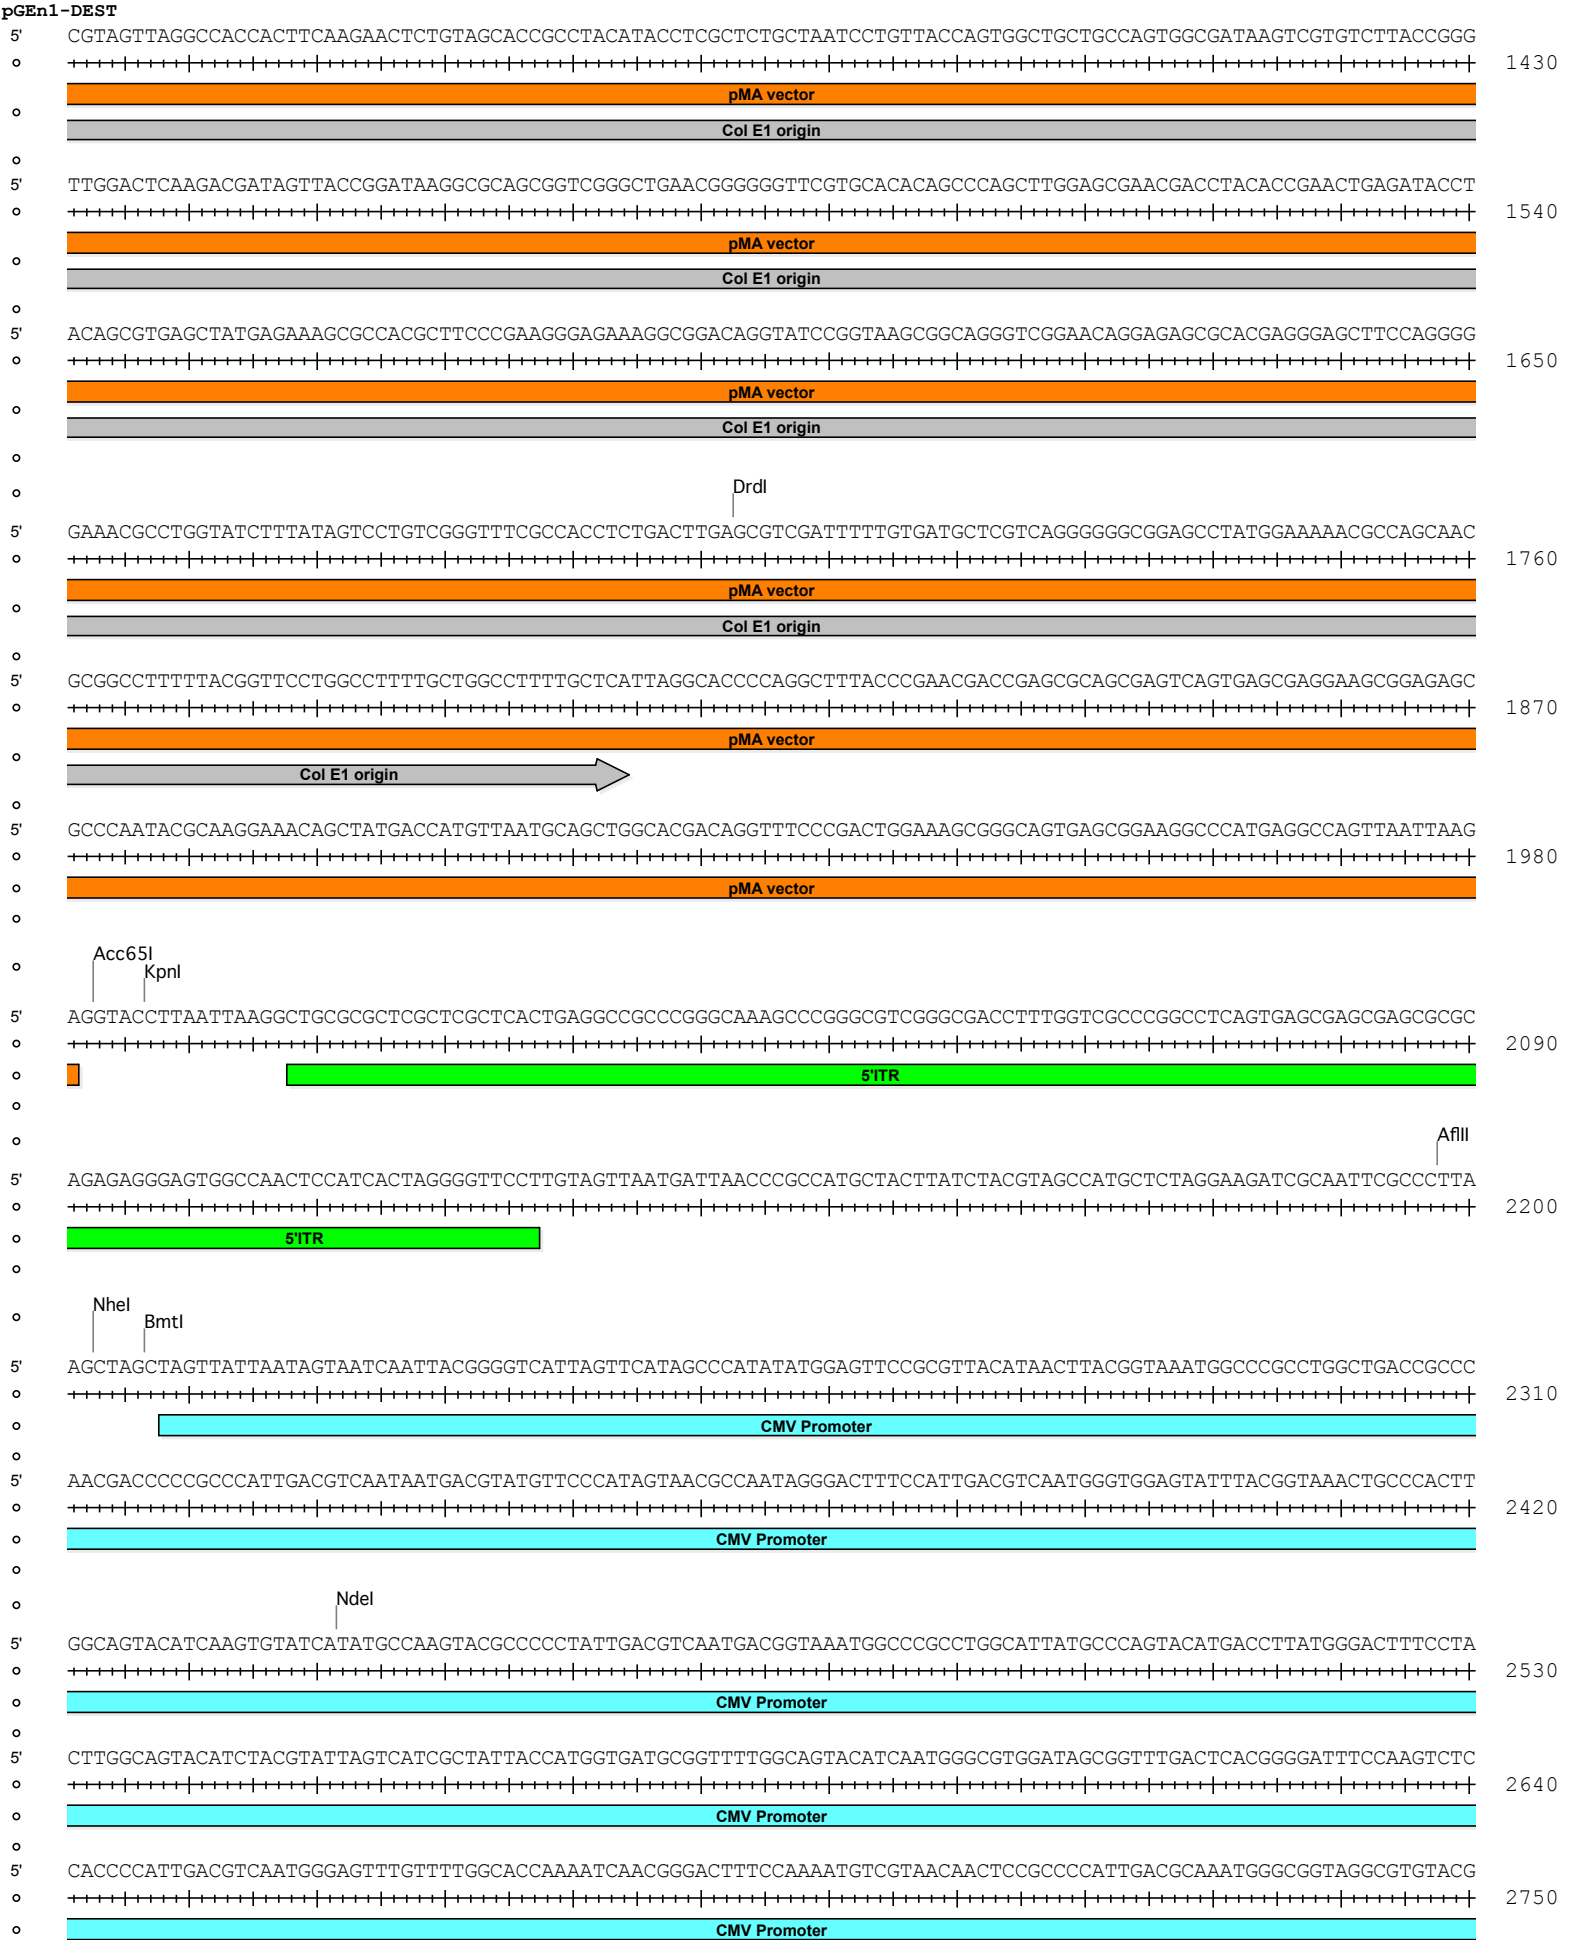 pGEn1-DEST
5' CGTAGTTAGGCCACCACTTCAAGAACTCTGTAGCACCGCCTACATACCTCGCTCTGCTAATCCTGTTACCAGTGGCTGCTGCCAGTGGCGATAAGTCGTGTCTTACCGGG
1430
pMA vector
Col E1 origin
5' TTGGACTCAAGACGATAGTTACCGGATAAGGCGCAGCGGTCGGGCTGAACGGGGGGTTCGTGCACACAGCCCAGCTTGGAGCGAACGACCTACACCGAACTGAGATACCT
1540
pMA vector
Col E1 origin
5' ACAGCGTGAGCTATGAGAAAGCGCCACGCTTCCCGAAGGGAGAAAGGCGGACAGGTATCCGGTAAGCGGCAGGGTCGGAACAGGAGAGCGCACGAGGGAGCTTCCAGGGG
1650
pMA vector
Col E1 origin
DrdI
5' GAAACGCCTGGTATCTTTATAGTCCTGTCGGGTTTCGCCACCTCTGACTTGAGCGTCGATTTTTGTGATGCTCGTCAGGGGGGCGGAGCCTATGGAAAAACGCCAGCAAC
1760
pMA vector
Col E1 origin
5' GCGGCCTTTTTACGGTTCCTGGCCTTTTGCTGGCCTTTTGCTCATTAGGCACCCCAGGCTTTACCCGAACGACCGAGCGCAGCGAGTCAGTGAGCGAGGAAGCGGAGAGC
1870
pMA vector
Col E1 origin
5' GCCCAATACGCAAGGAAACAGCTATGACCATGTTAATGCAGCTGGCACGACAGGTTTCCCGACTGGAAAGCGGGCAGTGAGCGGAAGGCCCATGAGGCCAGTTAATTAAG
1980
pMA vector
Acc65I
KpnI
5' AGGTACCTTAATTAAGGCTGCGCGCTCGCTCGCTCACTGAGGCCGCCCGGGCAAAGCCCGGGCGTCGGGCGACCTTTGGTCGCCCGGCCTCAGTGAGCGAGCGAGCGCGC
2090
5'ITR
AflII
5' AGAGAGGGAGTGGCCAACTCCATCACTAGGGGTTCCTTGTAGTTAATGATTAACCCGCCATGCTACTTATCTACGTAGCCATGCTCTAGGAAGATCGCAATTCGCCCTTA
2200
5'ITR
NheI
BmtI
5' AGCTAGCTAGTTATTAATAGTAATCAATTACGGGGTCATTAGTTCATAGCCCATATATGGAGTTCCGCGTTACATAACTTACGGTAAATGGCCCGCCTGGCTGACCGCCC
2310
CMV Promoter
5' AACGACCCCCGCCCATTGACGTCAATAATGACGTATGTTCCCATAGTAACGCCAATAGGGACTTTCCATTGACGTCAATGGGTGGAGTATTTACGGTAAACTGCCCACTT
2420
CMV Promoter
NdeI
5' GGCAGTACATCAAGTGTATCATATGCCAAGTACGCCCCCTATTGACGTCAATGACGGTAAATGGCCCGCCTGGCATTATGCCCAGTACATGACCTTATGGGACTTTCCTA
2530
CMV Promoter
5' CTTGGCAGTACATCTACGTATTAGTCATCGCTATTACCATGGTGATGCGGTTTTGGCAGTACATCAATGGGCGTGGATAGCGGTTTGACTCACGGGGATTTCCAAGTCTC
2640
CMV Promoter
5' CACCCCATTGACGTCAATGGGAGTTTGTTTTGGCACCAAAATCAACGGGACTTTCCAAAATGTCGTAACAACTCCGCCCCATTGACGCAAATGGGCGGTAGGCGTGTACG
2750
CMV Promoter